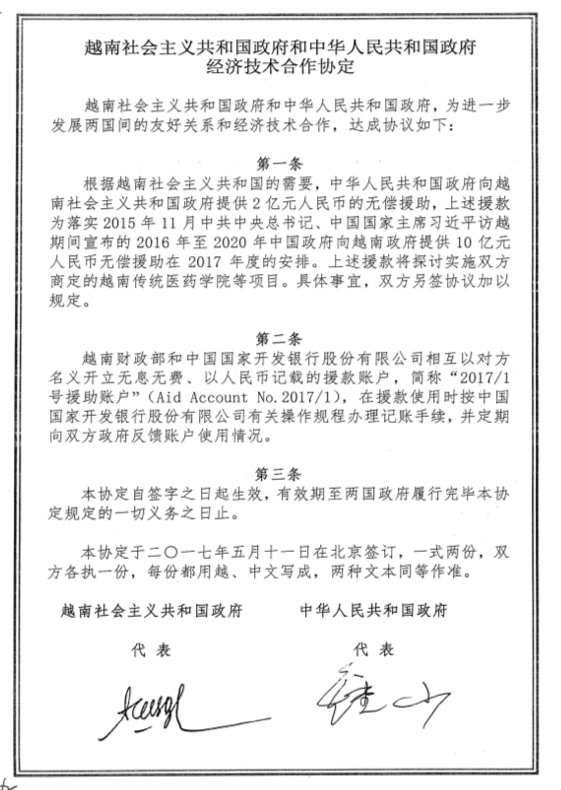 越南社会主义共和国政府和中华人民共和国政府
经济技术合作协定
越南社会主义共和国政府和中华人民共和国政府，为进一步
发展两国间的友好关系和经济技术合作，达成协议如下：
第一条
根据越南社会主义共和国的需要，中华人民共和国政府向越
南社会主义共和国政府提供2亿元人民币的无偿援助，上述援款
为落实2015年11月中共中央总书记、中国国家主席习近平访越
期间宣布的2016年至2020年中国政府向越南政府提供10亿元
人民币无偿援助在2017年度的安排。上述援款将探讨实施双方
商定的越南传统医药学院等项目。具体事宜，双方另签协议加以
规定。
第二条
越南财政部和中国国家开发银行股份有限公司相互以对方
名义开立无息无费、以人民币记载的援款账户，简称“2017/1
号援助账户”（Aid Account No.2017/1），在援款使用时按中国
国家开发银行股份有限公司有关操作规程办理记账手续，并定期
向双方政府反馈账户使用情况。
第三条
本协定自签字之日起生效，有效期至两国政府履行完毕本协
定规定的一切义务之日止。
本协定于二〇一七年五月十一日在北京签订，一式两份，双
方各执一份，每份都用越、中文写成，两种文本同等作准。
越南社会主义共和国政府 中华人民共和国政府
代表 代表
钟山